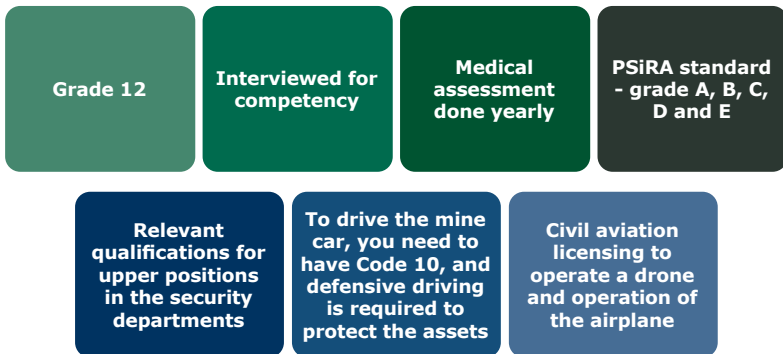 Grade 12
Interviewed for
competency
Medical
assessment
done yearly
PSiRA standard
- grade A, B, C,
D and E
Relevant
qualifications for
upper positions
in the security
departments
To drive the mine
car, you need to
have Code 10, and
defensive driving
is required to
protect the assets
Civil aviation
licensing to
operate a drone
and operation of
the airplane